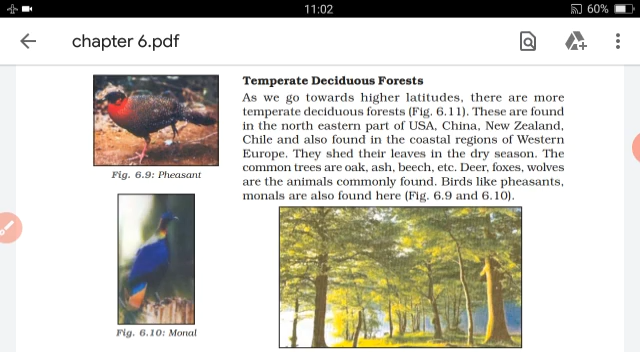 11:02
60%
chapter 6.pdf
Temperate Deciduous Forests
As we go towards higher latitudes, there are more
temperate deciduous forests (Fig. 6.11). These are found
in the north eastern part of USA, China, New Zealand,
Chile and also found in the coastal regions of Western
Europe. They shed their leaves in the dry season. The
common trees are oak, ash, beech, etc. Deer, foxes, wolves
are the animals commonly found. Birds like pheasants,
monals are also found here (Fig. 6.9 and 6.10).
Fig. 6.9: Pheasant
Fig. 6.10: Monal